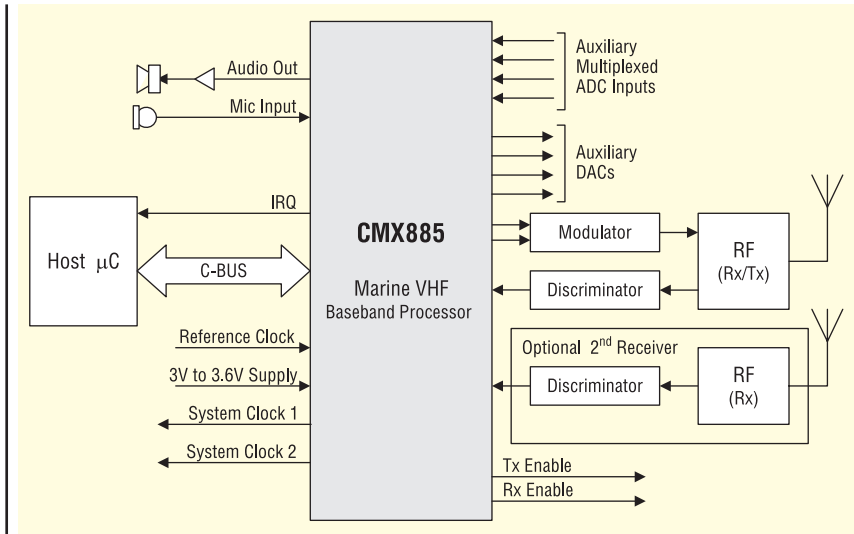 Audio Out
Mic Input
IRQ
Host μC
C-BUS
Reference Clock
3V to 3.6V Supply
System Clock 1
System Clock 2
CMX885
Marine VHF
Baseband Processor
Auxiliary
Multiplexed
ADC Inputs
Auxiliary
DACs
Modulator
RF
(Rx/Tx)
Discriminator
Optional 2nd Receiver
Discriminator
RF
(Rx)
Tx Enable
Rx Enable